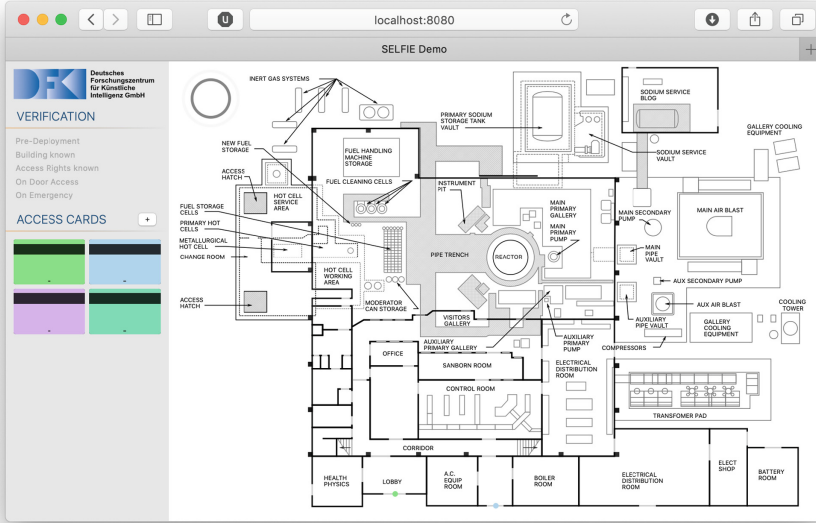 localhost:8080
SELFIE Demo
DFKI
Deutsches
Forschungszentrum
für Künstliche
Intelligenz GmbH
VERIFICATION
Pre-Deployment
Building known
Access Rights known
On Door Access
On Emergency
ACCESS CARDS
+
INERT GAS SYSTEMS
PRIMARY SODIUM
STORAGE TANK
VAULT
SODIUM SERVICE
BLOG
GALLERY COOLING
EQUIPMENT
NEW FUEL
STORAGE
FUEL HANDLING
MACHINE
STORAGE
SODIUM SERVICE
VAULT
ACCESS
HATCH
FUEL CLEANING CELLS
INSTRUMENT
PIT
HOT CELL
SERVICE
AREA
FUEL STORAGE
CELLS
PRIMARY HOT
CELLS
METALLURGICAL
HOT CELL
CHANGE ROOM
MAIN
PRIMARY
GALLERY
MAIN
PRIMARY
PUMP
MAIN SECONDARY
PUMP
MAIN AIR BLAST
MAIN
PIPE
VAULT
PIPE TRENCH
REACTOR
HOT CELL
WORKING
AREA
AUX SECONDARY PUMP
ACCESS
HATCH
MODERATOR
CAN STORAGE
VISITORS
GALLERY
AUX AIR BLAST
COOLING
TOWER
AUXILIARY
PIPE VAULT
GALLERY
COOLING
EQUIPMENT
AUXILIARY
PRIMARY GALLERY
AUXILIARY
PRIMARY
PUMP
COMPRESSORS
OFFICE
SANBORN ROOM
ELECTRICAL
DISTRIBUTION
ROOM
CONTROL ROOM
TRANSFOMER PAD
CORRIDOR
HEALTH
PHYSICS
LOBBY
A.C.
EQUIP
ROOM
BOILER
ROOM
ELECTRICAL
DISTRIBUTION
ROOM
ELECT
SHOP
BATTERY
ROOM